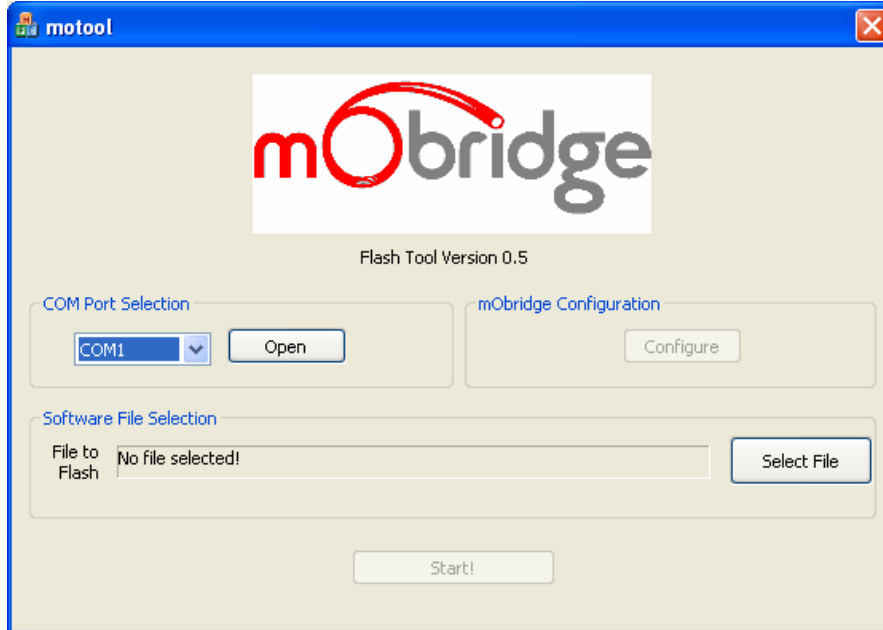 motool
mObridge
Flash Tool Version 0.5
COM Port Selection
mObridge Configuration
COM1
Open
Configure
Software File Selection
File to
Flash
No file selected!
Select File
Start!